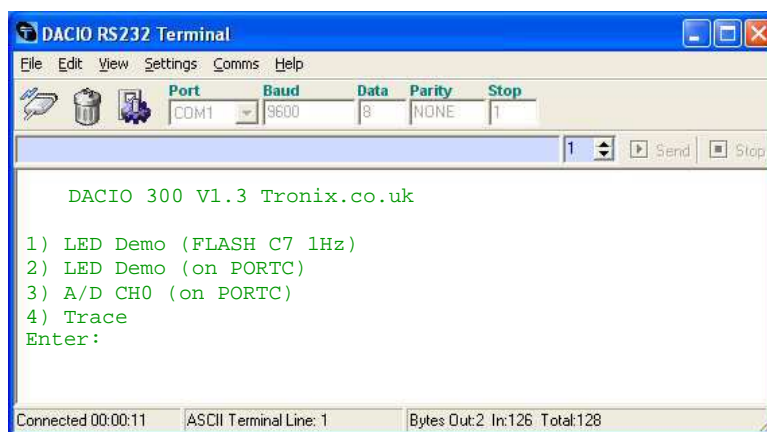 DACIO RS232 Terminal
File Edit View Settings Comms Help
Port Baud Data Parity Stop
COM1 9600 8 NONE 1
1 Send Stop
DACIO 300 V1.3 Tronix.co.uk
1) LED Demo (FLASH C7 1Hz)
2) LED Demo (on PORTC)
3) A/D CH0 (on PORTC)
4) Trace
Enter:
Connected 00:00:11 ASCII Terminal Line: 1 Bytes Out:2 In:126 Total:128